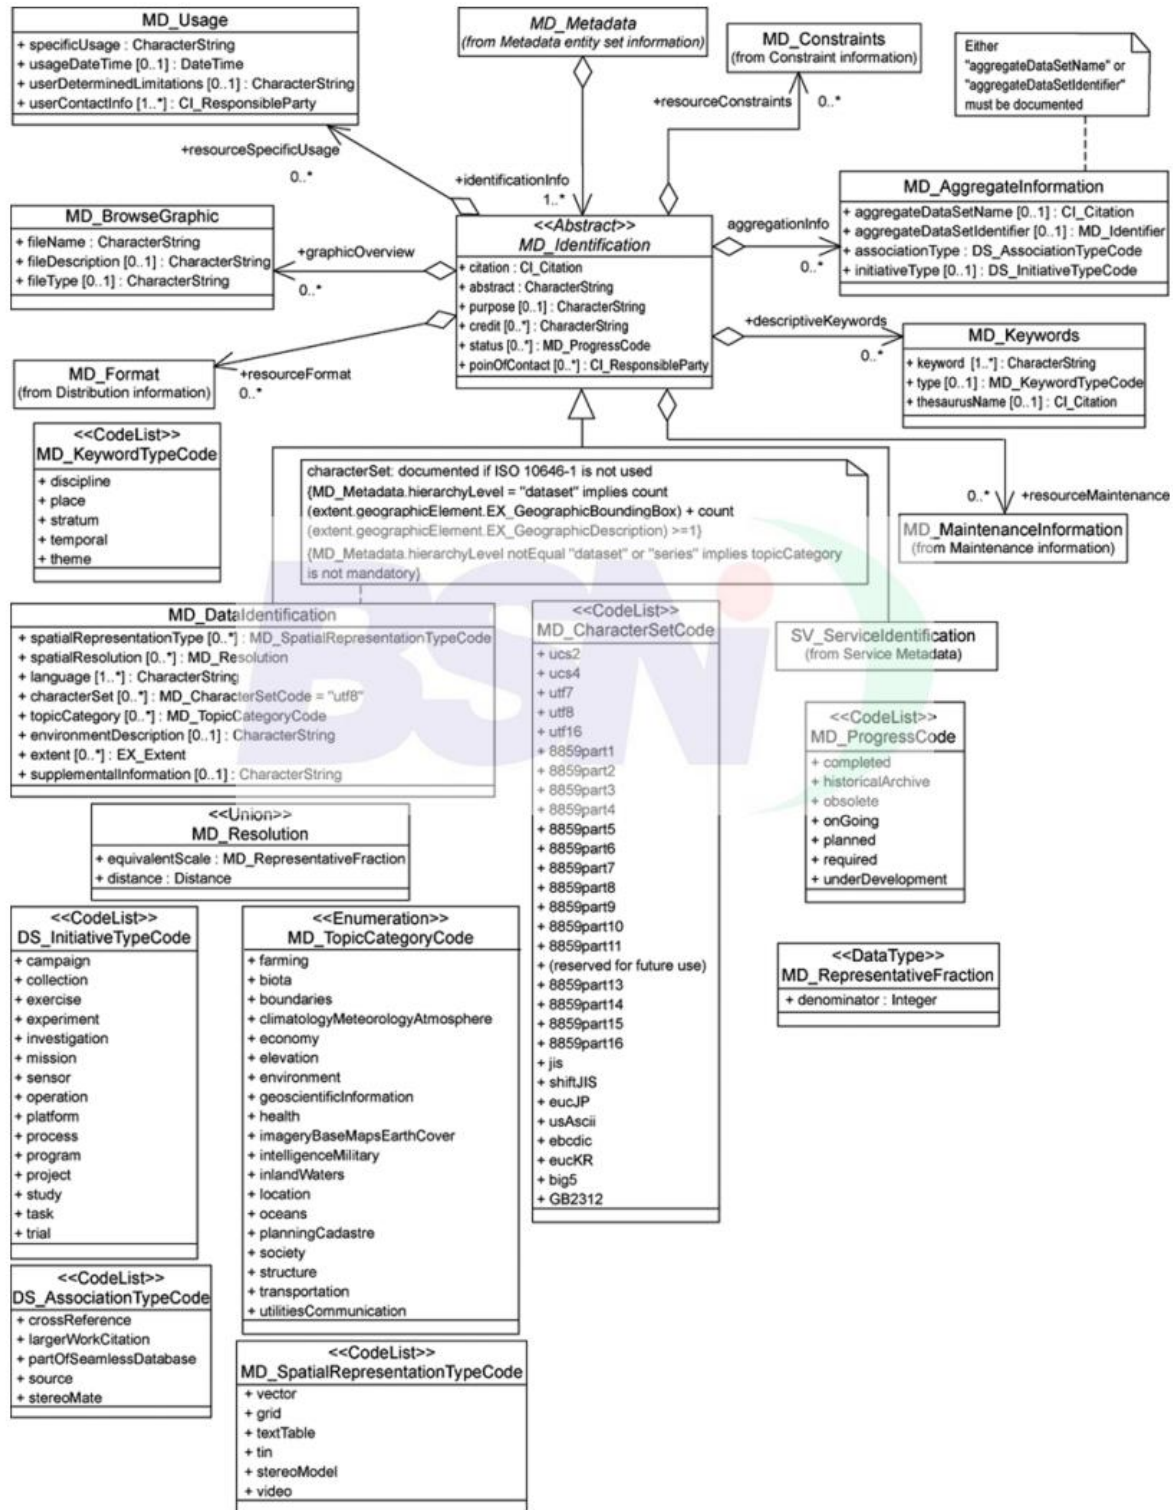 MD_Usage
+ specificUsage : CharacterString
+ usageDateTime [0..1] : DateTime
+ userDeterminedLimitations [0..1] : CharacterString
+ userContactInfo [1..*] : CI_ResponsibleParty
MD_Metadata
(from Metadata entity set information)
MD_Constraints
(from Constraint information)
Either
"aggregateDataSetName" or
"aggregateDataSetIdentifier"
must be documented
+resourceConstraints
0..*
+resourceSpecificUsage
0..*
+identificationInfo
1..*
MD_BrowseGraphic
+ fileName : CharacterString
+ fileDescription [0..1] : CharacterString
+ fileType [0..1] : CharacterString
+graphicOverview
0..*
<<Abstract>>
MD_Identification
+ citation : CI_Citation
+ abstract : CharacterString
+ purpose [0..1] : CharacterString
+ credit [0..*] : CharacterString
+ status [0..*] : MD_ProgressCode
+ poinOfContact [0..*] : CI_ResponsibleParty
aggregationInfo
0..*
MD_AggregateInformation
+ aggregateDataSetName [0..1] : CI_Citation
+ aggregateDataSetIdentifier [0..1] : MD_Identifier
+ associationType : DS_AssociationTypeCode
+ initiativeType [0..1] : DS_InitiativeTypeCode
+descriptiveKeywords
0..*
MD_Keywords
+ keyword [1..*] : CharacterString
+ type [0..1] : MD_KeywordTypeCode
+ thesaurusName [0..1] : CI_Citation
MD_Format
(from Distribution information)
+resourceFormat
0..*
<<CodeList>>
MD_KeywordTypeCode
+ discipline
+ place
+ stratum
+ temporal
+ theme
characterSet: documented if ISO 10646-1 is not used
{MD_Metadata.hierarchyLevel = "dataset" implies count
(extent.geographicElement.EX_GeographicBoundingBox) + count
(extent.geographicElement.EX_GeographicDescription) >=1}
{MD_Metadata.hierarchyLevel notEqual "dataset" or "series" implies topicCategory
is not mandatory}
0..*
+resourceMaintenance
MD_MaintenanceInformation
(from Maintenance information)
BSNi
MD_DataIdentification
+ spatialRepresentationType [0..*] : MD_SpatialRepresentationTypeCode
+ spatialResolution [0..*] : MD_Resolution
+ language [1..*] : CharacterString
+ characterSet [0..*] : MD_CharacterSetCode = "utf8"
+ topicCategory [0..*] : MD_TopicCategoryCode
+ environmentDescription [0..1] : CharacterString
+ extent [0..*] : EX_Extent
+ supplementalInformation [0..1] : CharacterString
<<CodeList>>
MD_CharacterSetCode
+ ucs2
+ ucs4
+ utf7
+ utf8
+ utf16
+ 8859part1
+ 8859part2
+ 8859part3
+ 8859part4
+ 8859part5
+ 8859part6
+ 8859part7
+ 8859part8
+ 8859part9
+ 8859part10
+ 8859part11
+ (reserved for future use)
+ 8859part13
+ 8859part14
+ 8859part15
+ 8859part16
+ jis
+ shiftJIS
+ eucJP
+ usAscii
+ ebcdic
+ eucKR
+ big5
+ GB2312
SV_ServiceIdentification
(from Service Metadata)
<<CodeList>>
MD_ProgressCode
+ completed
+ historicalArchive
+ obsolete
+ onGoing
+ planned
+ required
+ underDevelopment
<<Union>>
MD_Resolution
+ equivalentScale : MD_RepresentativeFraction
+ distance : Distance
<<DataType>>
MD_RepresentativeFraction
+ denominator : Integer
<<CodeList>>
DS_InitiativeTypeCode
+ campaign
+ collection
+ exercise
+ experiment
+ investigation
+ mission
+ sensor
+ operation
+ platform
+ process
+ program
+ project
+ study
+ task
+ trial
<<Enumeration>>
MD_TopicCategoryCode
+ farming
+ biota
+ boundaries
+ climatologyMeteorologyAtmosphere
+ economy
+ elevation
+ environment
+ geoscientificInformation
+ health
+ imageryBaseMapsEarthCover
+ intelligenceMilitary
+ inlandWaters
+ location
+ oceans
+ planningCadastre
+ society
+ structure
+ transportation
+ utilitiesCommunication
<<CodeList>>
DS_AssociationTypeCode
+ crossReference
+ largerWorkCitation
+ partOfSeamlessDatabase
+ source
+ stereoMate
<<CodeList>>
MD_SpatialRepresentationTypeCode
+ vector
+ grid
+ textTable
+ tin
+ stereoModel
+ video